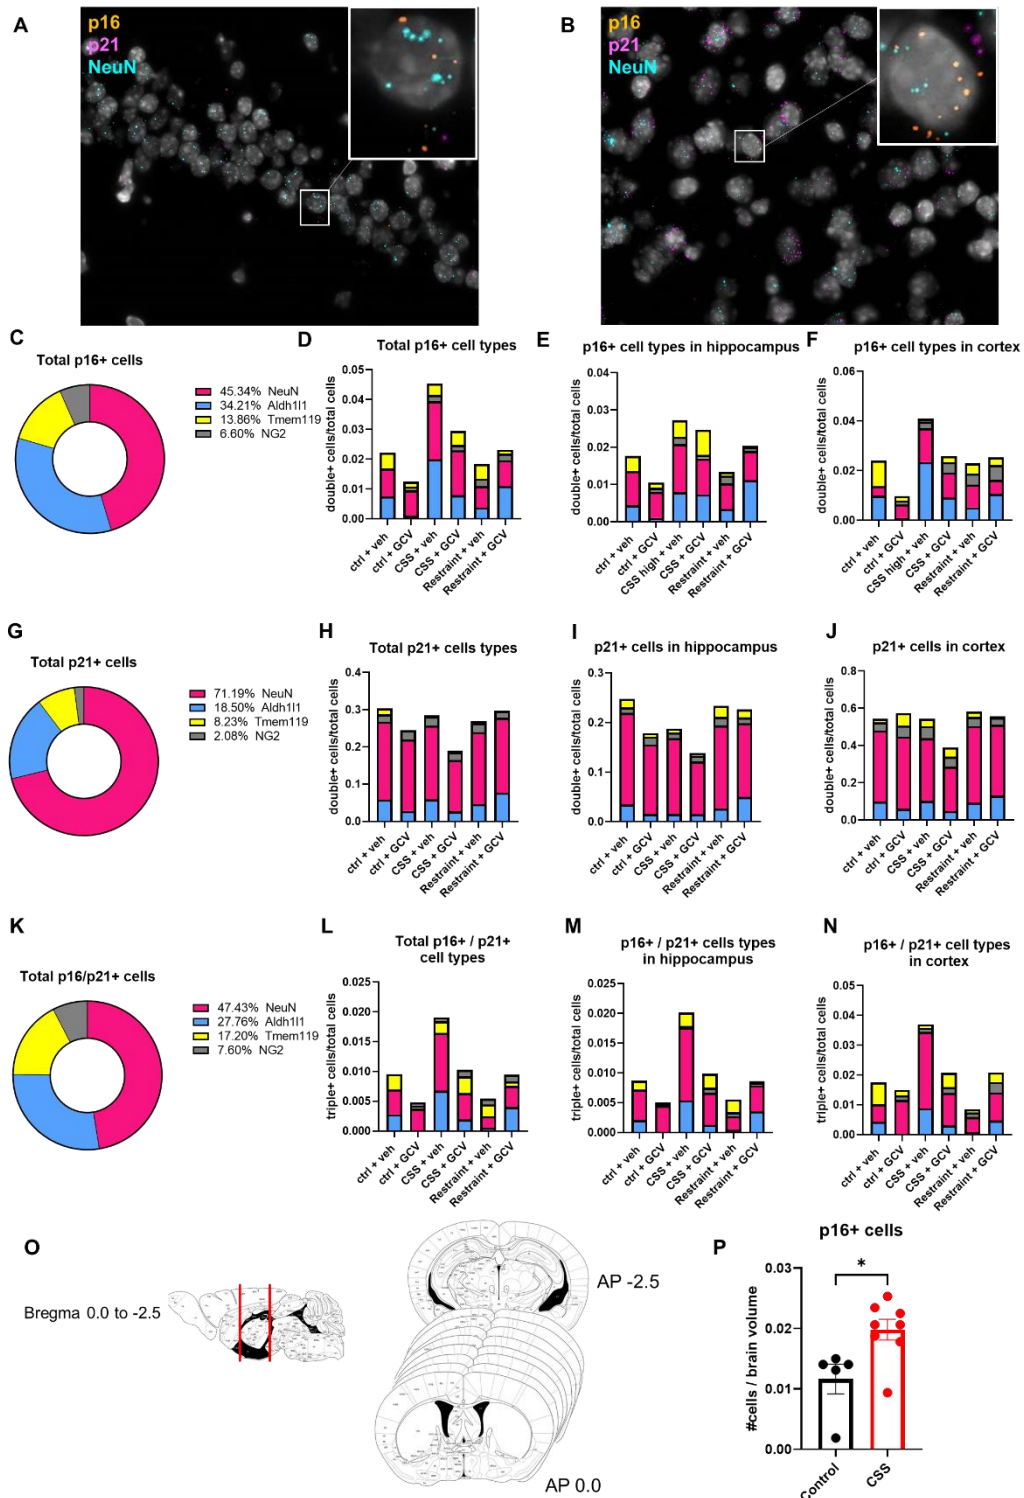 A
p16
p21
NeuN
B
p16
p21
NeuN
C
Total p16+ cells
45.34% NeuN
34.21% Aldh1l1
13.86% Tmem119
6.60% NG2
D
Total p16+ cell types
double+ cells/total cells
0.05
0.04
0.03
0.02
0.01
0.00
ctrl + veh
ctrl + GCV
CSS + veh
CSS + GCV
Restraint + veh
Restraint + GCV
E
p16+ cell types in hippocampus
double+ cells/total cells
0.04
0.03
0.02
0.01
0.00
ctrl + veh
ctrl + GCV
CSS high + veh
CSS + GCV
Restraint + veh
Restraint + GCV
F
p16+ cell types in cortex
double+ cells/total cells
0.06
0.04
0.02
0.00
ctrl + veh
ctrl + GCV
CSS high + veh
CSS + GCV
Restraint + veh
Restraint + GCV
G
Total p21+ cells
71.19% NeuN
18.50% Aldh1l1
8.23% Tmem119
2.08% NG2
H
Total p21+ cells types
double+ cells/total cells
0.4
0.3
0.2
0.1
0.0
ctrl + veh
ctrl + GCV
CSS + veh
CSS + GCV
Restraint + veh
Restraint + GCV
I
p21+ cells in hippocampus
double+ cells/total cells
0.3
0.2
0.1
0.0
ctrl + veh
ctrl + GCV
CSS + veh
CSS + GCV
Restraint + veh
Restraint + GCV
J
p21+ cells in cortex
double+ cells/total cells
0.8
0.6
0.4
0.2
0.0
ctrl + veh
ctrl + GCV
CSS + veh
CSS + GCV
Restraint + veh
Restraint + GCV
K
Total p16/p21+ cells
47.43% NeuN
27.76% Aldh1l1
17.20% Tmem119
7.60% NG2
L
Total p16+ / p21+
cell types
triple+ cells/total cells
0.025
0.020
0.015
0.010
0.005
0.000
ctrl + veh
ctrl + GCV
CSS + veh
CSS + GCV
Restraint + veh
Restraint + GCV
M
p16+ / p21+ cells types
in hippocampus
triple+ cells/total cells
0.025
0.020
0.015
0.010
0.005
0.000
ctrl + veh
ctrl + GCV
CSS + veh
CSS + GCV
Restraint + veh
Restraint + GCV
N
p16+ / p21+ cell types
in cortex
triple+ cells/total cells
0.05
0.04
0.03
0.02
0.01
0.00
ctrl + veh
ctrl + GCV
CSS + veh
CSS + GCV
Restraint + veh
Restraint + GCV
O
Bregma 0.0 to -2.5
AP -2.5
AP 0.0
P
p16+ cells
#cells / brain volume
0.03
0.02
0.01
0.00
*
Control
CSS